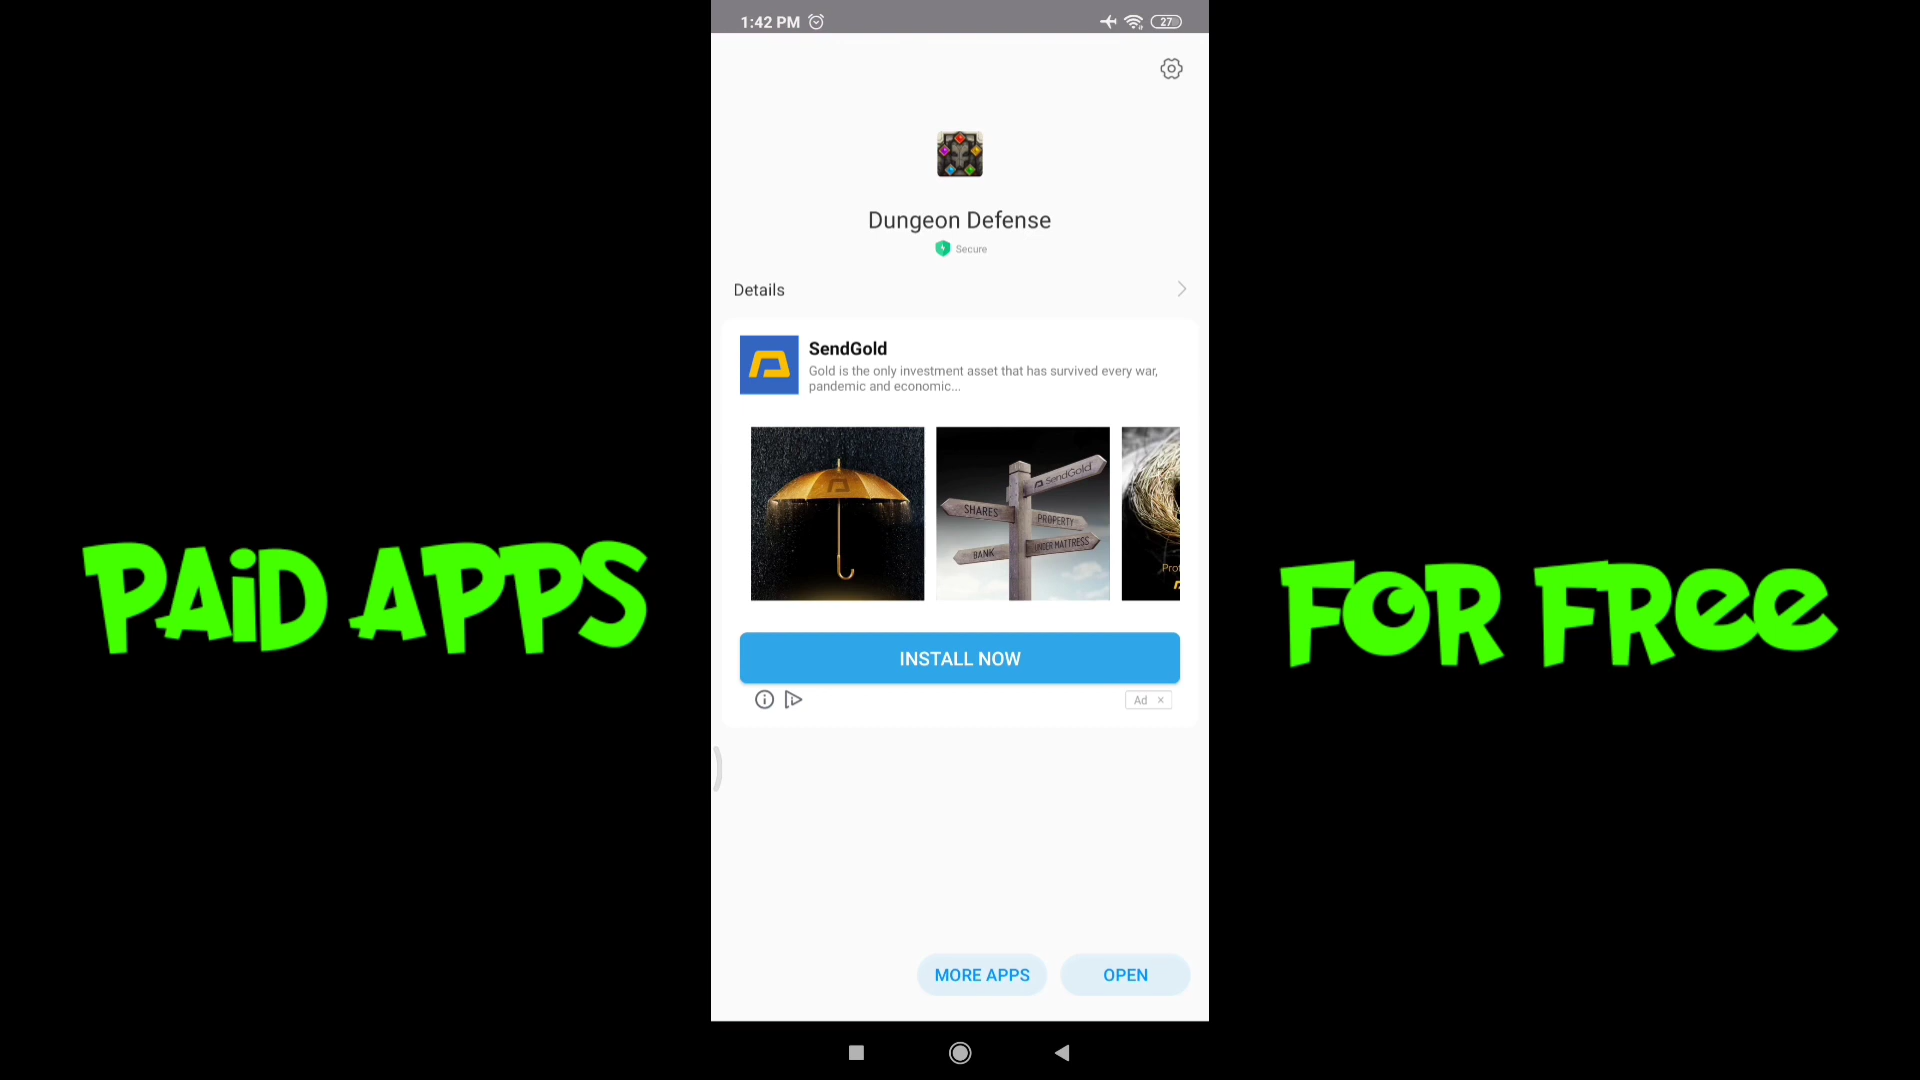 1:42 PM
27
Dungeon Defense
Secure
Details
SendGold
Gold is the only investment asset that has survived every war,
pandemic and economic...
SendGold
SHARES
PROPERTY
BANK
UNDER MATTRESS
INSTALL NOW
Ad
PAiD APPS
FOR FRee
MORE APPS
OPEN